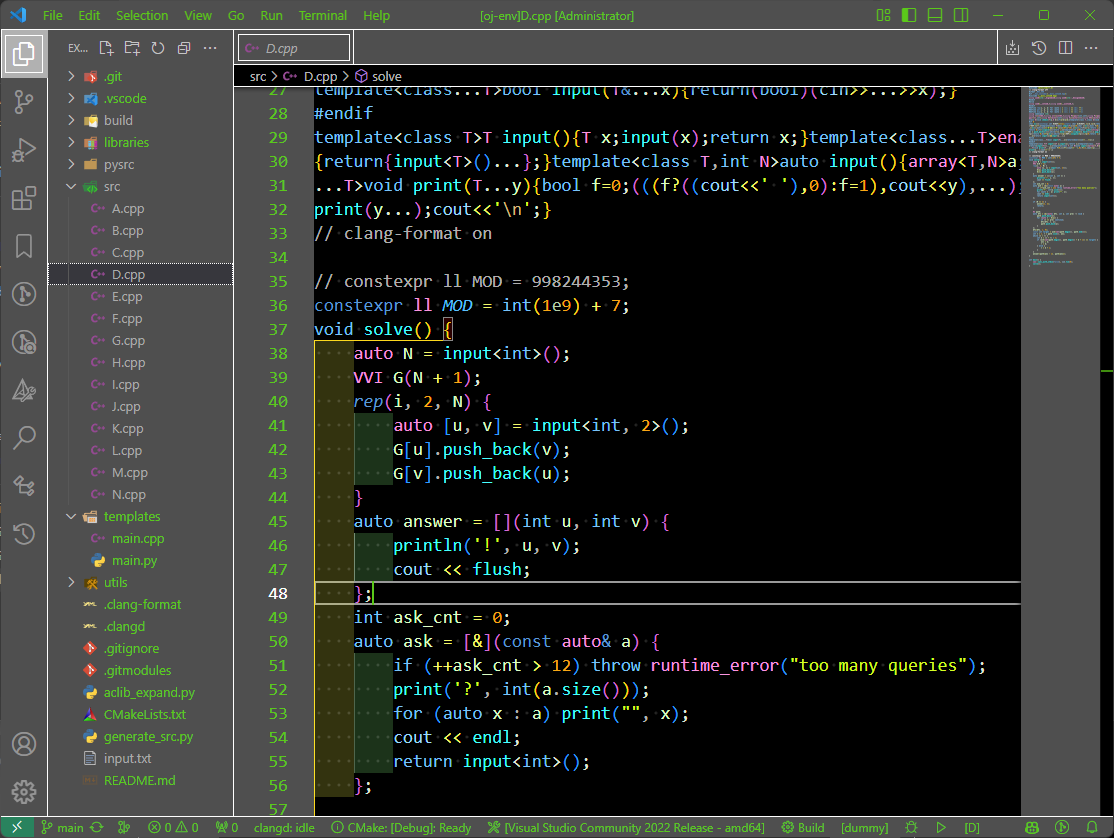 File Edit Selection View Go Run Terminal Help [oj-env]D.cpp [Administrator]
EX...
D.cpp
src > D.cpp > solve
.git
.vscode
build
libraries
pysrc
src
A.cpp
B.cpp
C.cpp
D.cpp
E.cpp
F.cpp
G.cpp
H.cpp
I.cpp
J.cpp
K.cpp
L.cpp
M.cpp
N.cpp
templates
main.cpp
main.py
utils
.clang-format
.clangd
.gitignore
.gitmodules
aclib_expand.py
CMakeLists.txt
generate_src.py
input.txt
README.md
27 template<class...T>bool input(T&...x){return(bool)(cin>>...>>x);}
28 #endif
29 template<class T>T input(){T x;input(x);return x;}template<class...T>ena
30 {return{input<T>()...};}template<class T,int N>auto input(){array<T,N>a
31 ...T>void print(T...y){bool f=0;(((f?((cout<<' '),0):f=1),cout<<y),...)
32 print(y...);cout<<'\n';}
33 // clang-format on
34
35 // constexpr ll MOD = 998244353;
36 constexpr ll MOD = int(1e9) + 7;
37 void solve() {
38     auto N = input<int>();
39     VVI G(N + 1);
40     rep(i, 2, N) {
41         auto [u, v] = input<int, 2>();
42         G[u].push_back(v);
43         G[v].push_back(u);
44     }
45     auto answer = [](int u, int v) {
46         println('!', u, v);
47         cout << flush;
48     };
49     int ask_cnt = 0;
50     auto ask = [&](const auto& a) {
51         if (++ask_cnt > 12) throw runtime_error("too many queries");
52         print('?', int(a.size()));
53         for (auto x : a) print("", x);
54         cout << endl;
55         return input<int>();
56     };
57
main 0 0 0 clangd: idle CMake: [Debug]: Ready [Visual Studio Community 2022 Release - amd64] Build [dummy] [D]